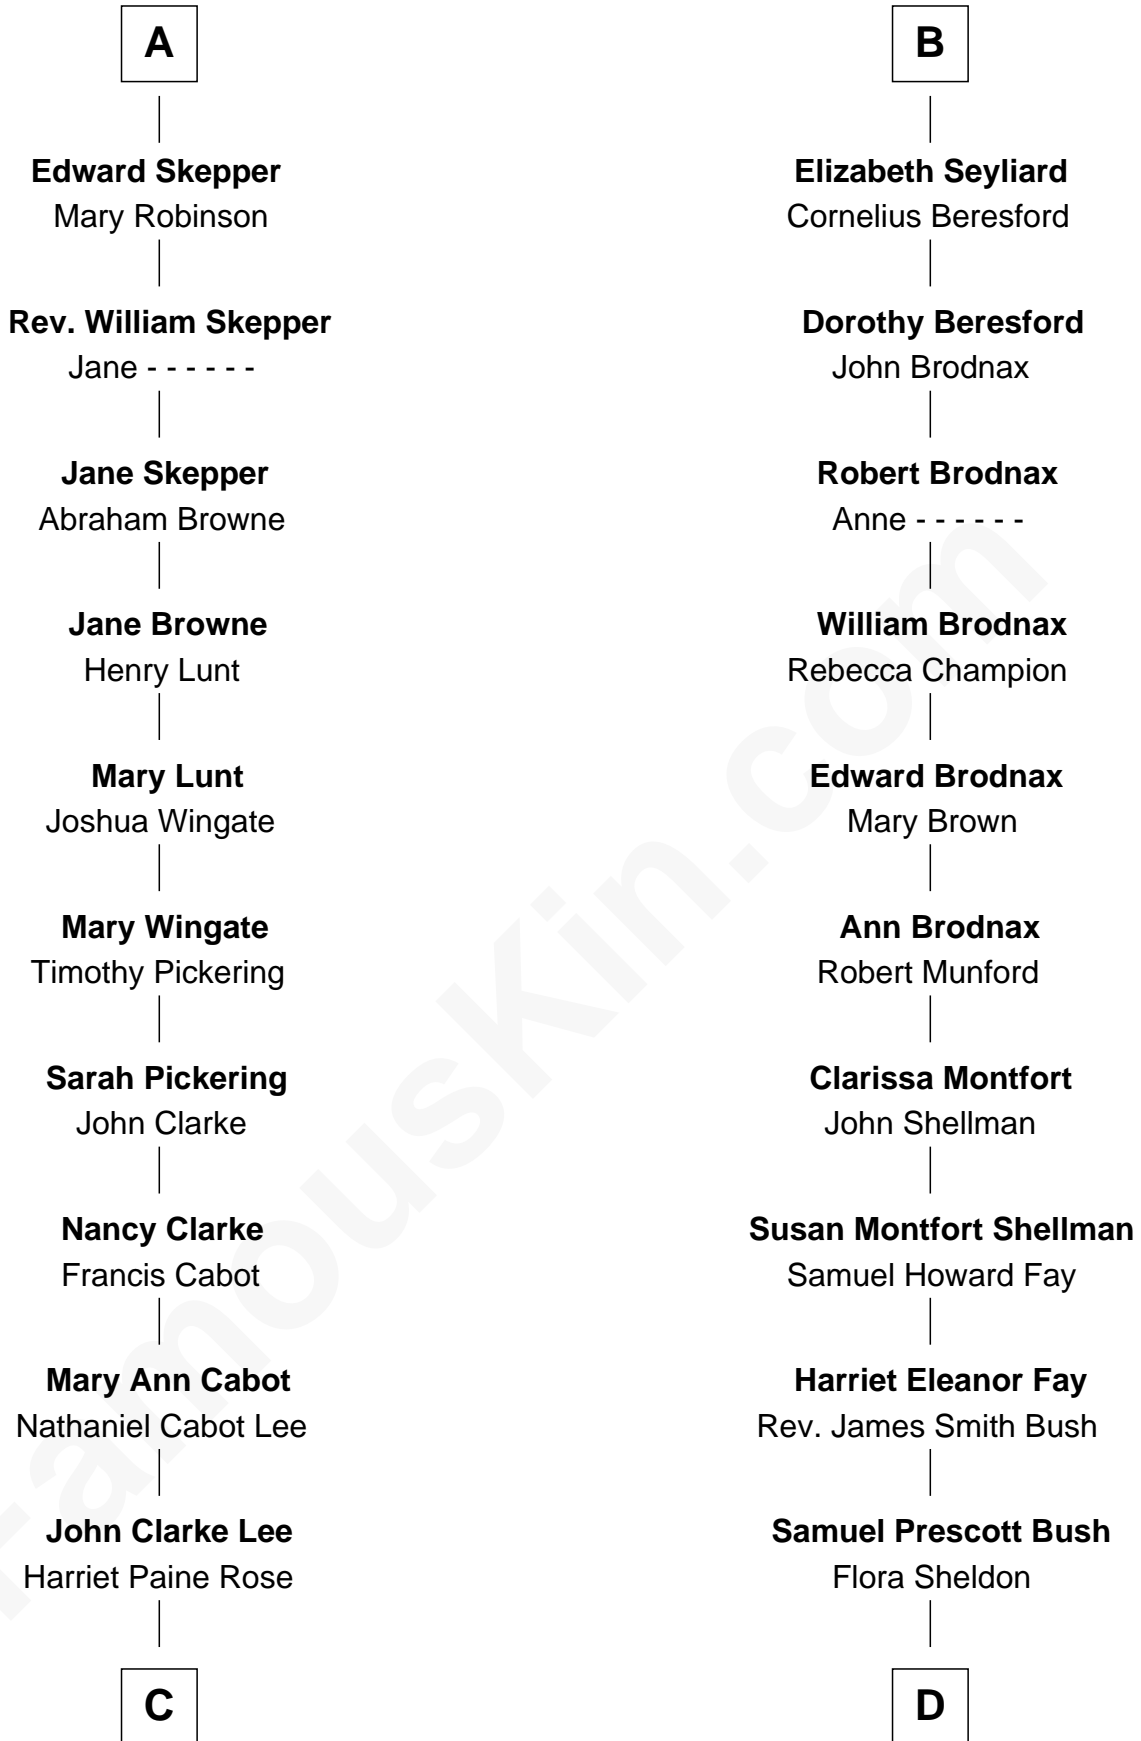 A
Edward Skepper
Mary Robinson
Rev. William Skepper
Jane - - - - - -
Jane Skepper
Abraham Browne
Jane Browne
Henry Lunt
Mary Lunt
Joshua Wingate
Mary Wingate
Timothy Pickering
Sarah Pickering
John Clarke
Nancy Clarke
Francis Cabot
Mary Ann Cabot
Nathaniel Cabot Lee
John Clarke Lee
Harriet Paine Rose
C
B
Elizabeth Seyliard
Cornelius Beresford
Dorothy Beresford
John Brodnax
Robert Brodnax
Anne - - - - - -
William Brodnax
Rebecca Champion
Edward Brodnax
Mary Brown
Ann Brodnax
Robert Munford
Clarissa Montfort
John Shellman
Susan Montfort Shellman
Samuel Howard Fay
Harriet Eleanor Fay
Rev. James Smith Bush
Samuel Prescott Bush
Flora Sheldon
D
FamousKin.com